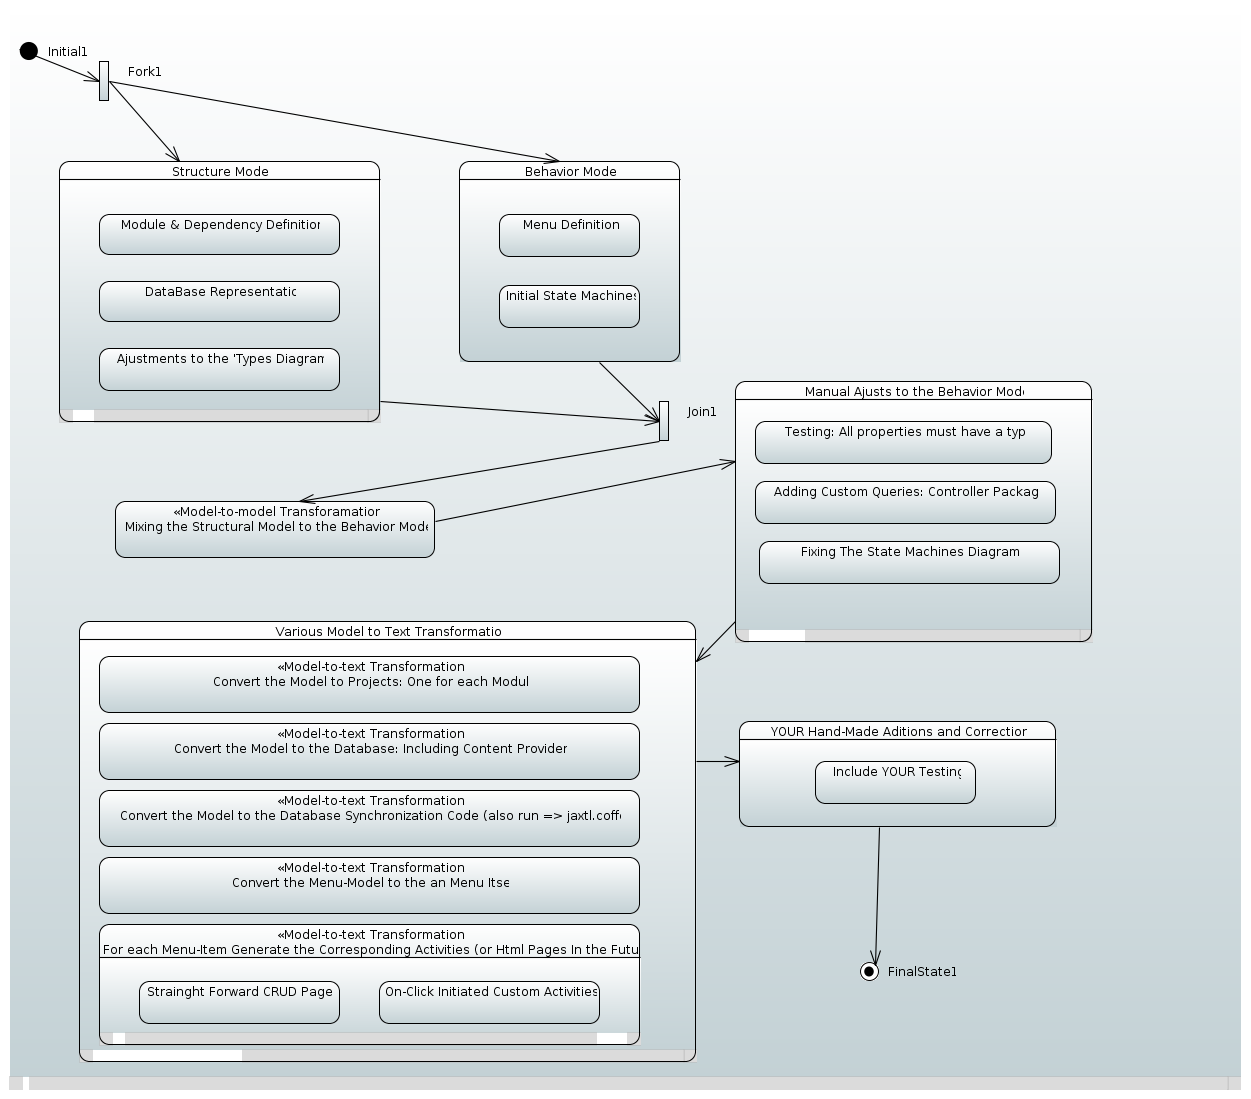 Initial1
Fork1
Structure Mode
Module & Dependency Definition
DataBase Representatio
Ajustments to the 'Types Diagram
Behavior Mode
Menu Definition
Initial State Machines
Join1
Manual Ajusts to the Behavior Mode
Testing: All properties must have a typ
Adding Custom Queries: Controller Packag
Fixing The State Machines Diagram
«Model-to-model Transforamation
Mixing the Structural Model to the Behavior Mode
Various Model to Text Transformatio
«Model-to-text Transformation
Convert the Model to Projects: One for each Modul
«Model-to-text Transformation
Convert the Model to the Database: Including Content Provider
«Model-to-text Transformation
Convert the Model to the Database Synchronization Code (also run => jaxtl.coffe
«Model-to-text Transformation
Convert the Menu-Model to the an Menu Itse
«Model-to-text Transformation
For each Menu-Item Generate the Corresponding Activities (or Html Pages In the Futu
Strainght Forward CRUD Page
On-Click Initiated Custom Activities
YOUR Hand-Made Aditions and Correction
Include YOUR Testing
FinalState1